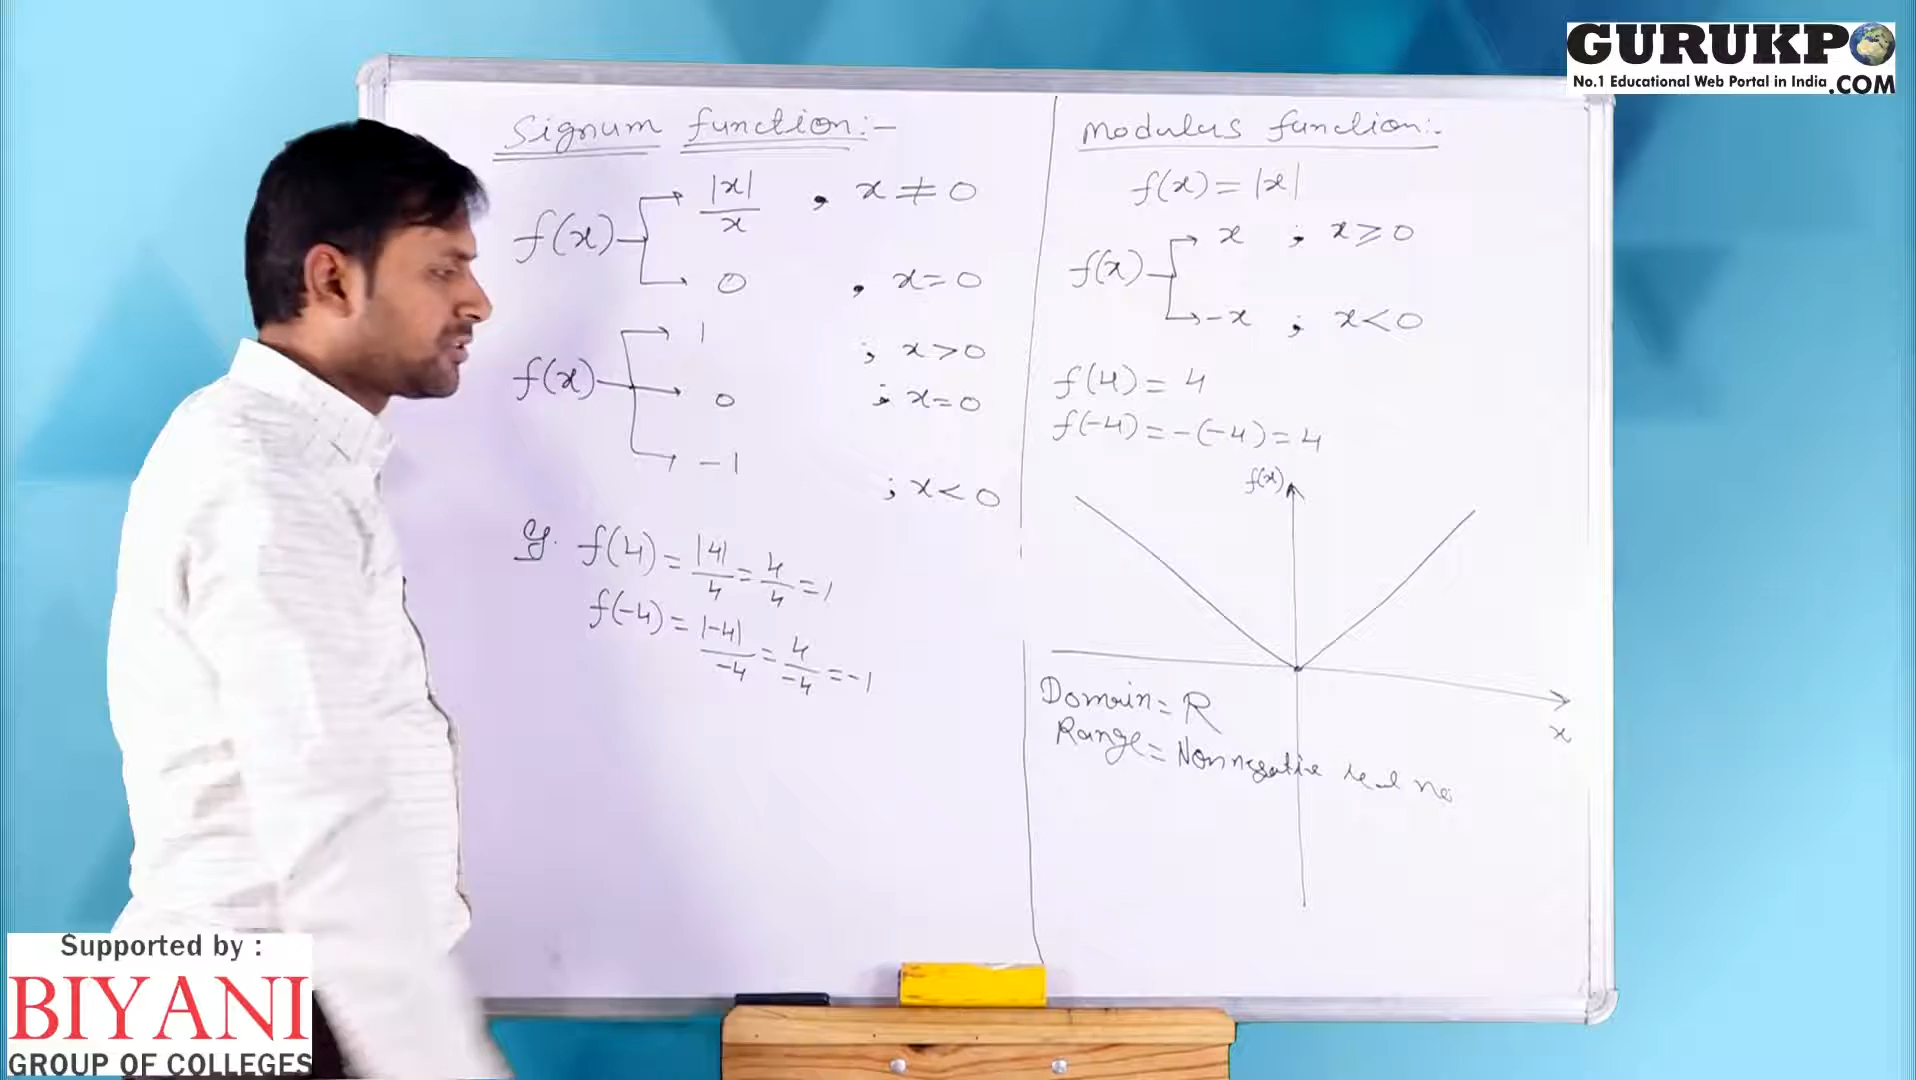 GURUKPO
No.1 Educational Web Portal in India .COM
Signum function:-
f(x) |x|/x , x ≠ 0
0 , x=0
f(x) 1 ; x>0
0 ; x=0
-1 ; x<0
f(4) = |4|/4 = 4/4 = 1
f(-4) = |-4|/-4 = 4/-4 = -1
Modulus function:-
f(x) = |x|
f(x) x ; x≥0
-x ; x<0
f(4) = 4
f(-4) = -(-4) = 4
f(x)
x
Domain = R
Range = Nonnegative real no
Supported by :
BIYANI
GROUP OF COLLEGES